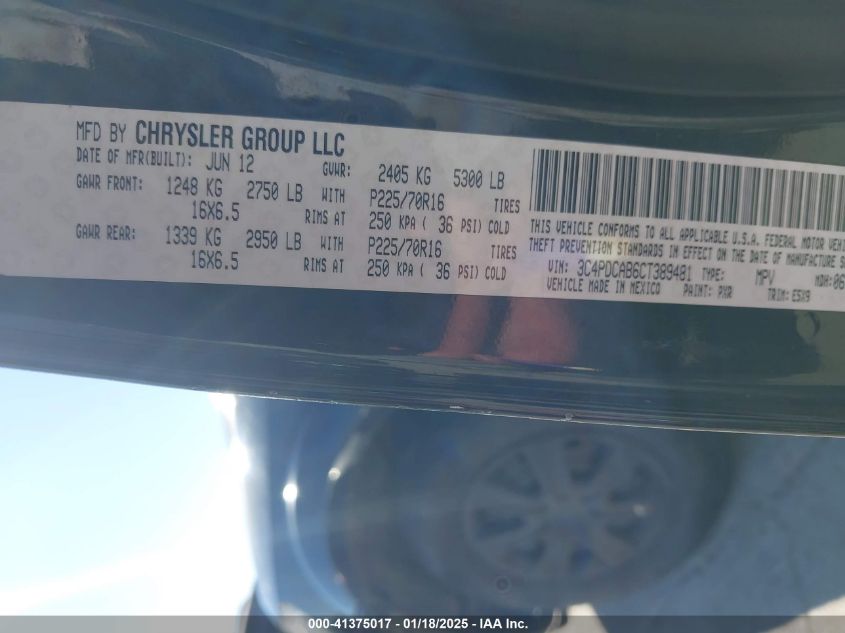 MFD BY CHRYSLER GROUP LLC
DATE OF MFR(BUILT): JUN 12 GVWR: 2405 KG 5300 LB
GAWR FRONT: 1248 KG 2750 LB WITH P225/70R16 TIRES
16X6.5 RIMS AT 250 KPA ( 36 PSI) COLD
GAWR REAR: 1339 KG 2950 LB WITH P225/70R16 TIRES
16X6.5 RIMS AT 250 KPA ( 36 PSI) COLD
THIS VEHICLE CONFORMS TO ALL APPLICABLE U.S.A. FEDERAL MOTOR VEH
THEFT PREVENTION STANDARDS IN EFFECT ON THE DATE OF MANUFACTURE SH
VIN: 3C4PDCAB6CT389481 TYPE: MPV MDH: 06
VEHICLE MADE IN MEXICO PAINT: PXR TRIM: E5X9
000-41375017 - 01/18/2025 - IAA Inc.